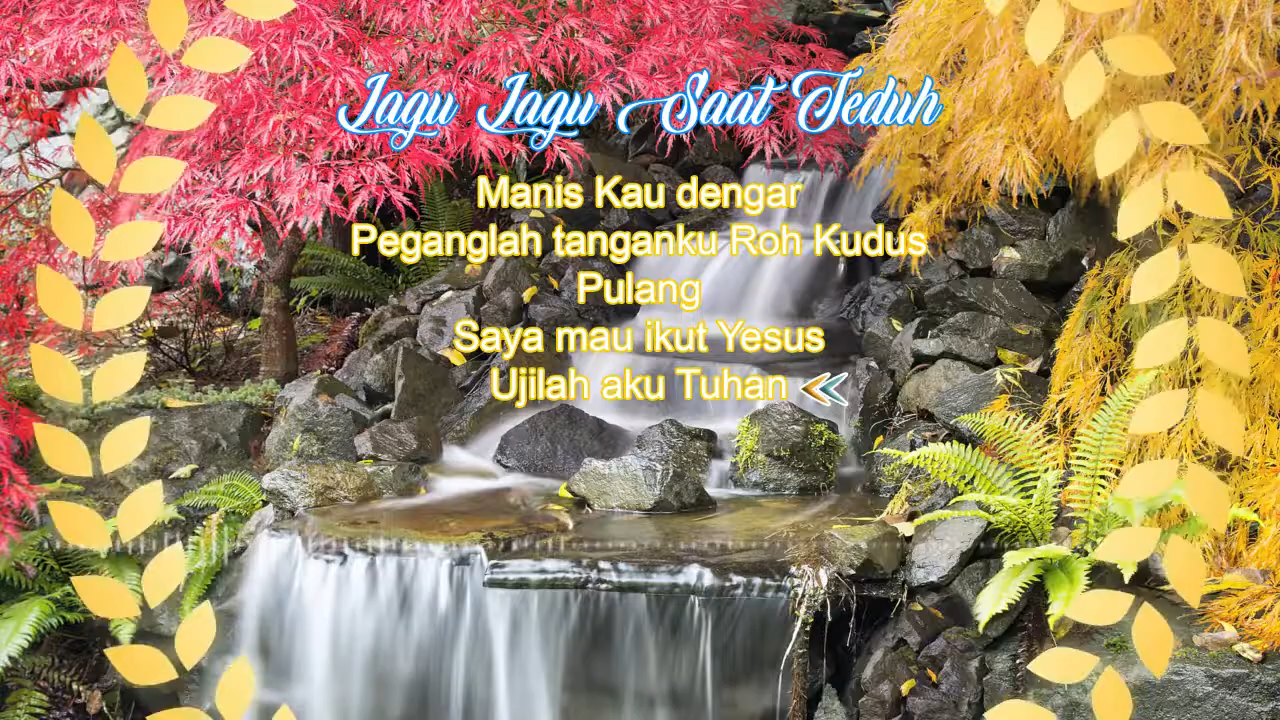 Lagu Lagu Saat Teduh
Manis Kau dengar
Peganglah tanganku Roh Kudus
Pulang
Saya mau ikut Yesus
Ujilah aku Tuhan